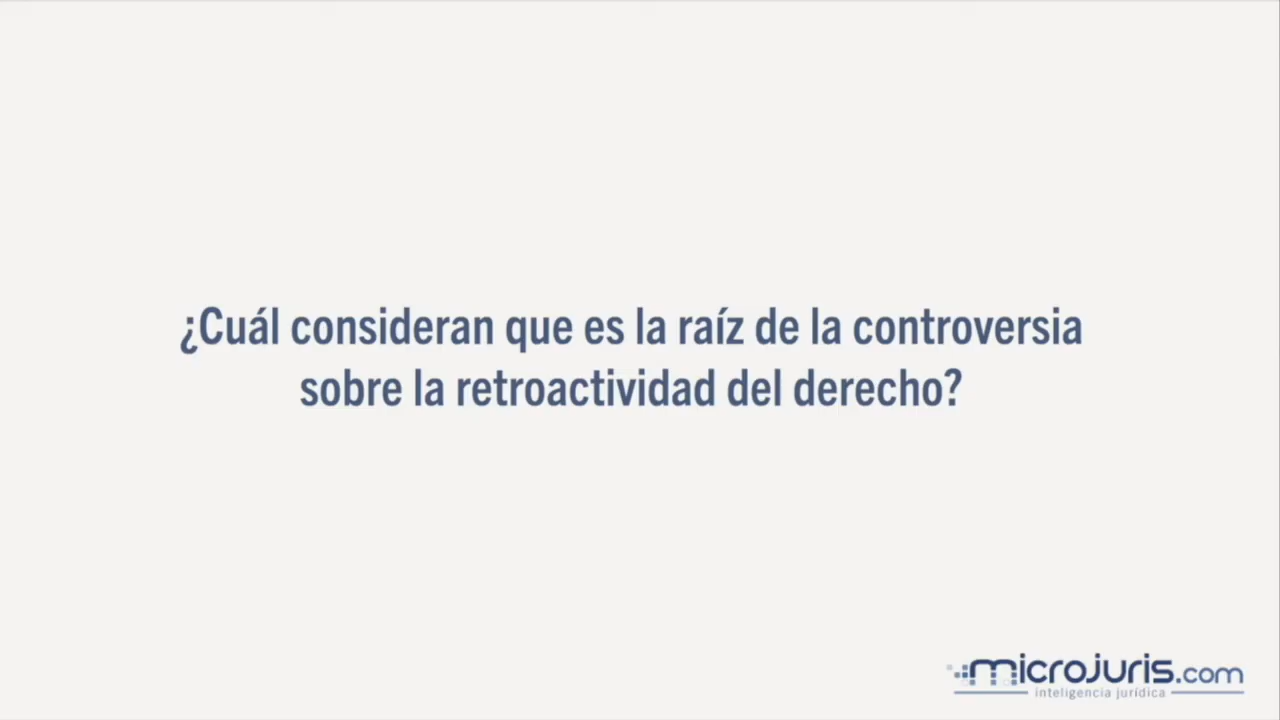 ¿Cuál consideran que es la raíz de la controversia
sobre la retroactividad del derecho?
microjuris.com
inteligencia jurídica